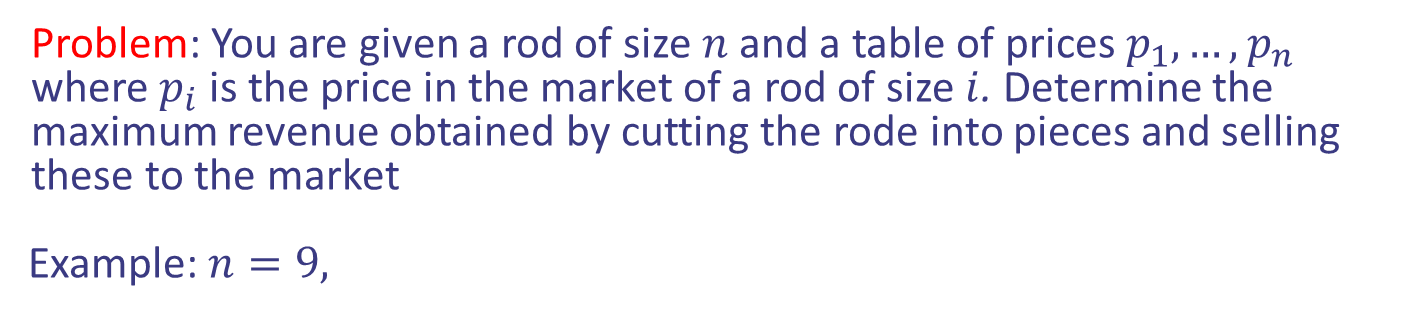 Problem: You are given a rod of size n and a table of prices p₁, … , pₙ
where pᵢ is the price in the market of a rod of size i. Determine the
maximum revenue obtained by cutting the rode into pieces and selling
these to the market
Example: n = 9,